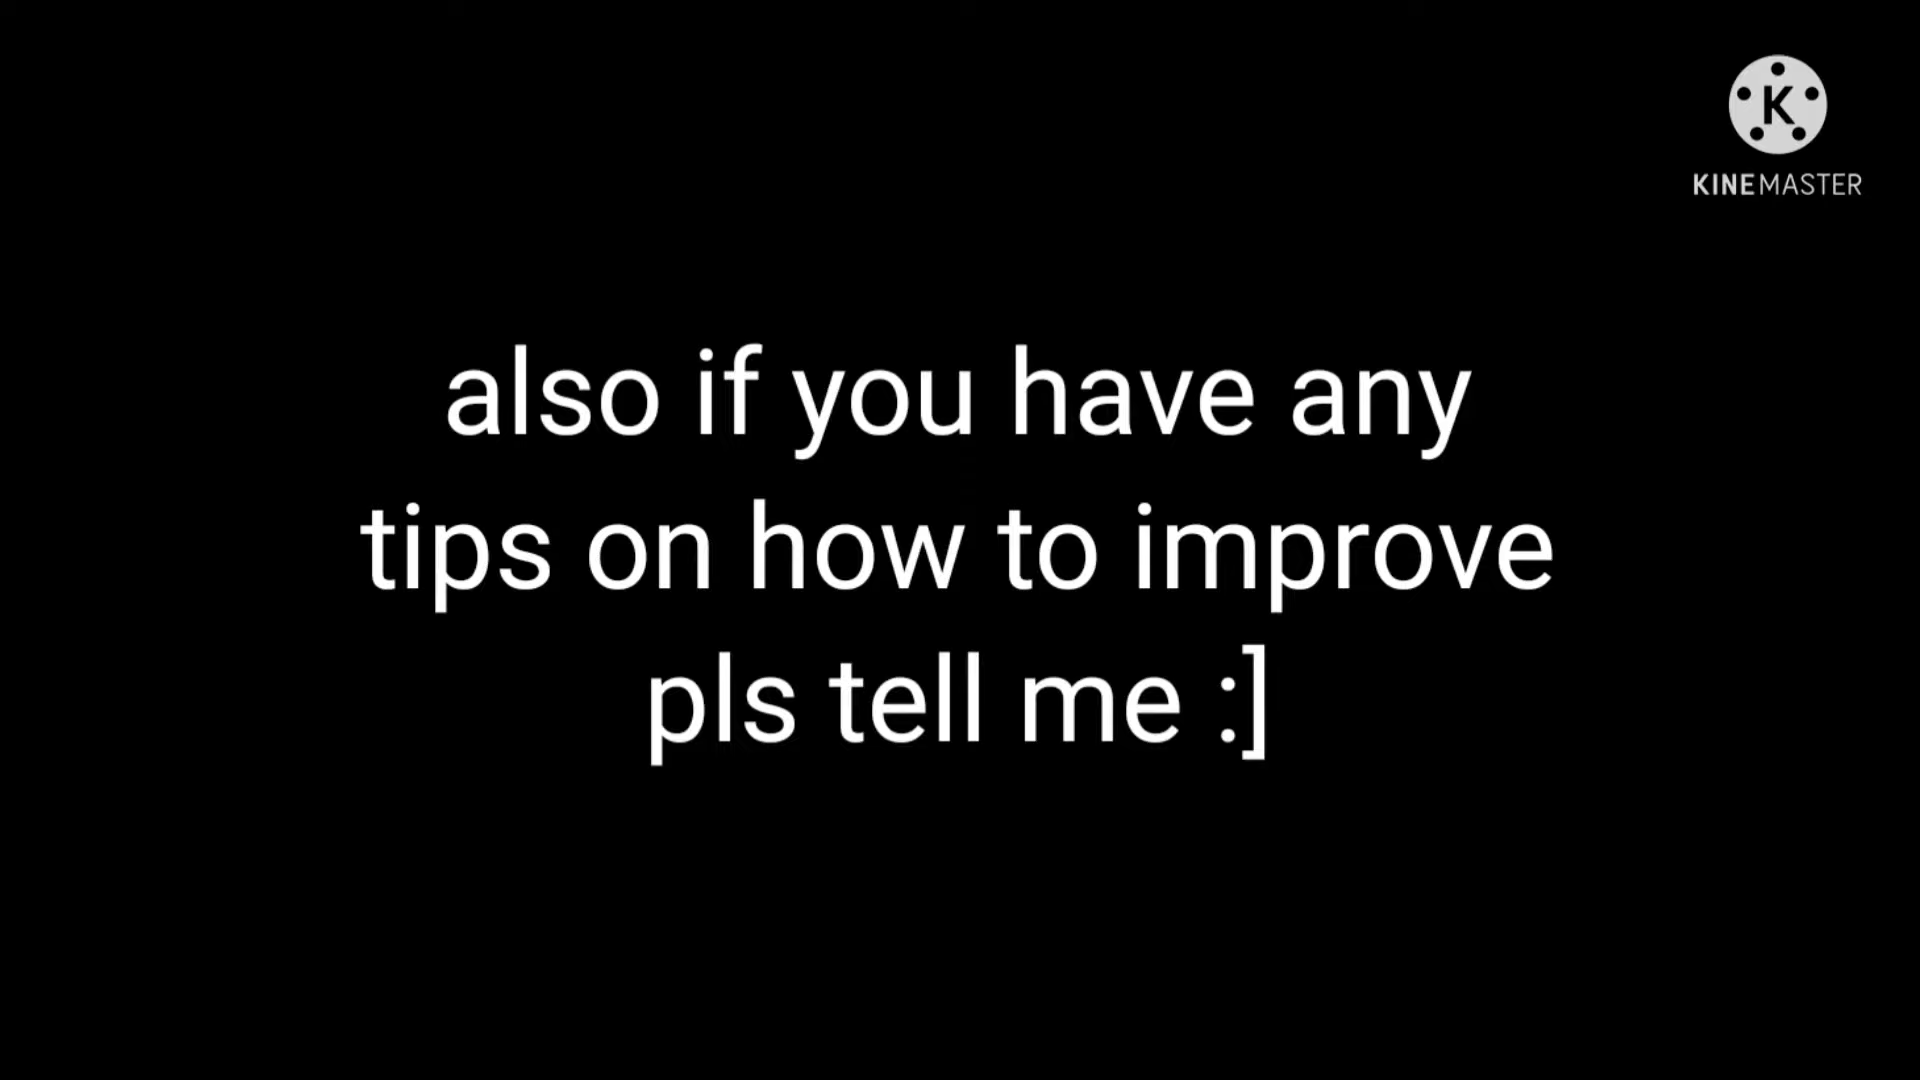 K
KINEMASTER
also if you have any
tips on how to improve
pls tell me :]